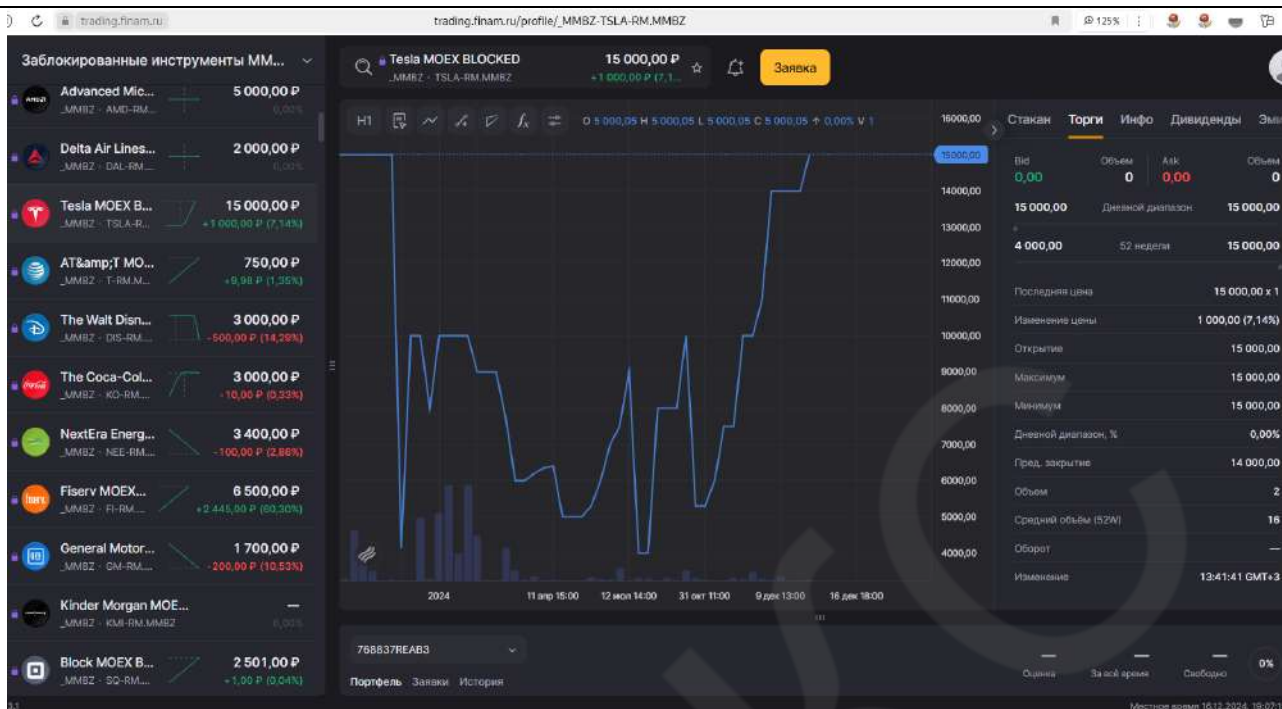 trading.finam.ru
trading.finam.ru/profile/_MMBZ-TSLA-RM.MMBZ
125%
Заблокированные инструменты ММ...
Advanced Mic...
5 000,00 ₽
_MMBZ · AMD-RM....
0,00%
Delta Air Lines...
2 000,00 ₽
_MMBZ · DAL-RM....
0,00%
Tesla MOEX B...
15 000,00 ₽
_MMBZ · TSLA-R...
+1 000,00 ₽ (7,14%)
AT&amp;T MO...
750,00 ₽
_MMBZ · T-RM.M...
+9,98 ₽ (1,35%)
The Walt Disn...
3 000,00 ₽
_MMBZ · DIS-RM....
-500,00 ₽ (14,29%)
The Coca-Col...
3 000,00 ₽
_MMBZ · KO-RM....
-10,00 ₽ (0,33%)
NextEra Energ...
3 400,00 ₽
_MMBZ · NEE-RM....
-100,00 ₽ (2,86%)
Fiserv MOEX...
6 500,00 ₽
_MMBZ · FI-RM....
+2 445,00 ₽ (60,30%)
General Motor...
1 700,00 ₽
_MMBZ · GM-RM....
-200,00 ₽ (10,53%)
Kinder Morgan MOE...
—
_MMBZ · KMI-RM.MMBZ
0,00%
Block MOEX B...
2 501,00 ₽
_MMBZ · SQ-RM....
+1,00 ₽ (0,04%)
Tesla MOEX BLOCKED
15 000,00 ₽
_MMBZ · TSLA-RM.MMBZ
+1 000,00 ₽ (7,1...
Заявка
H1
O 5 000,05 H 5 000,05 L 5 000,05 C 5 000,05 0,00% V 1
16000,00
15000,00
14000,00
13000,00
12000,00
11000,00
10000,00
9000,00
8000,00
7000,00
6000,00
5000,00
4000,00
2024
11 апр 15:00
12 июл 14:00
31 окт 11:00
9 дек 13:00
16 дек 18:00
768837REAB3
Портфель Заявки История
Оценка
За всё время
Свободно
0%
Стакан Торги Инфо Дивиденды
Bid
Объем
Ask
Объем
0,00
0
0,00
0
15 000,00 Дневной диапазон 15 000,00
4 000,00 52 недели 15 000,00
Последняя цена 15 000,00 x 1
Изменение цены 1 000,00 (7,14%)
Открытие 15 000,00
Максимум 15 000,00
Минимум 15 000,00
Дневной диапазон, % 0,00%
Пред. закрытие 14 000,00
Объем 2
Средний объём (52W) 16
Оборот —
Изменение 13:41:41 GMT+3
Местное время 16.12.2024, 19:07:1